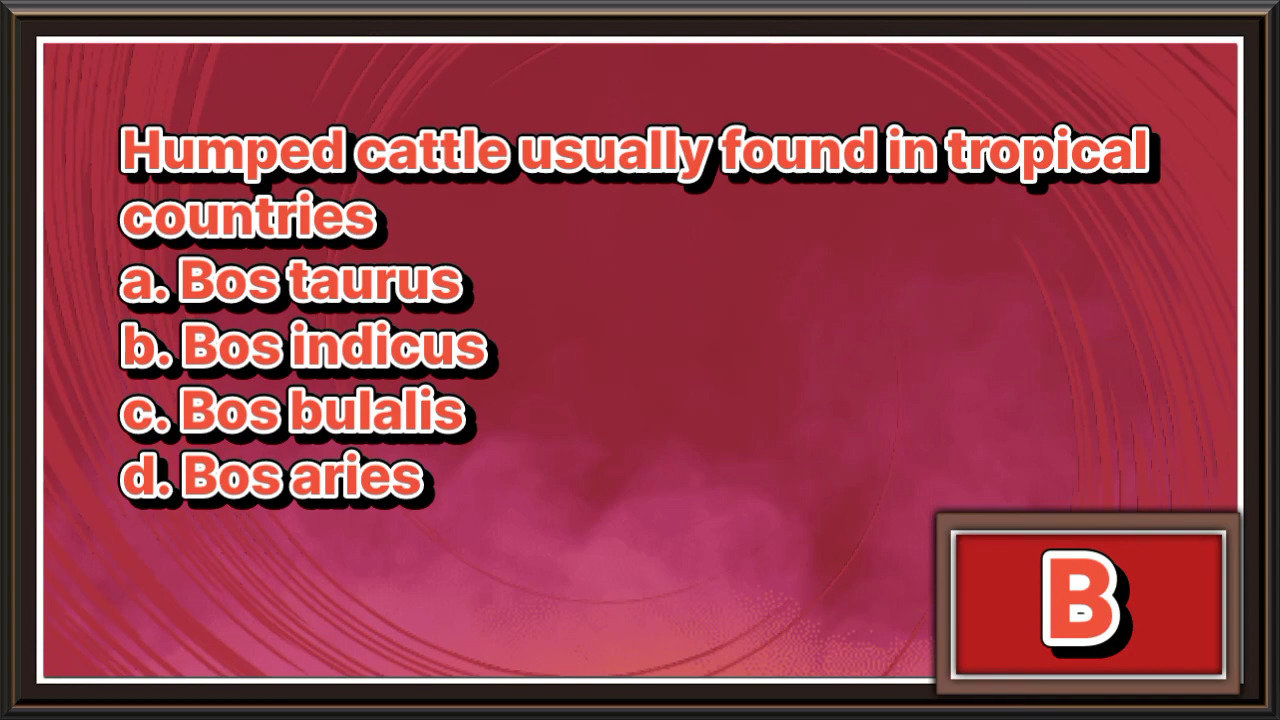 Humped cattle usually found in tropical
countries
a. Bos taurus
b. Bos indicus
c. Bos bulalis
d. Bos aries
B